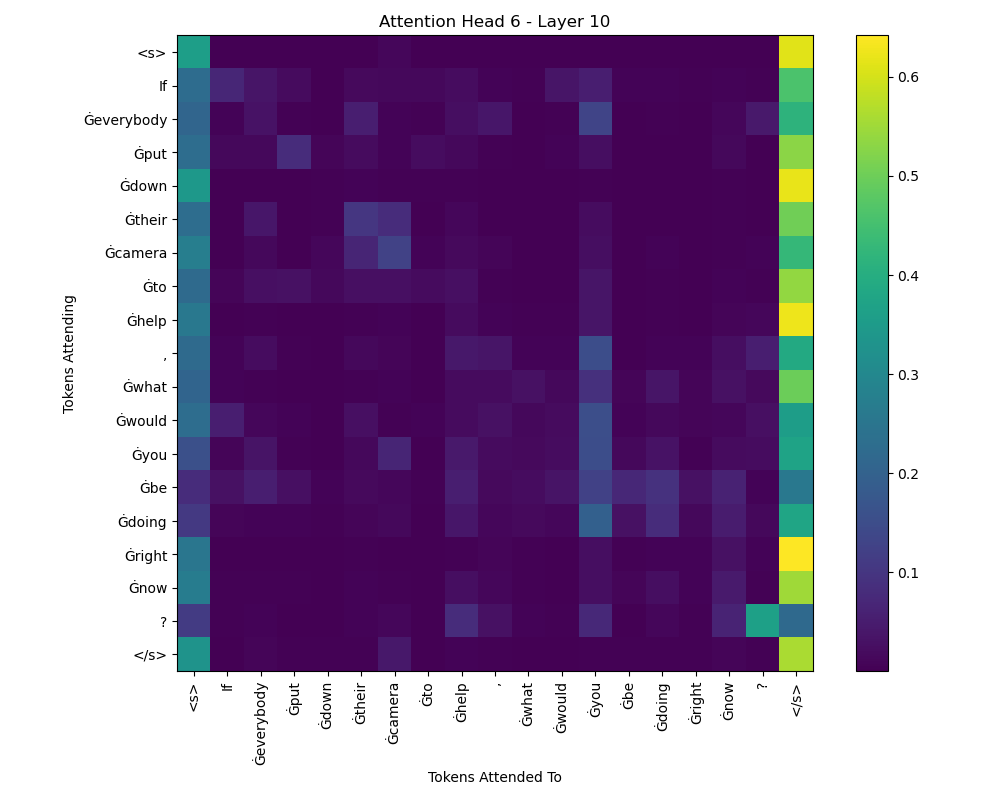 Attention Head 6 - Layer 10
Tokens Attending
<s>
If
Ġeverybody
Ġput
Ġdown
Ġtheir
Ġcamera
Ġto
Ġhelp
,
Ġwhat
Ġwould
Ġyou
Ġbe
Ġdoing
Ġright
Ġnow
?
</s>
<s>
If
Ġeverybody
Ġput
Ġdown
Ġtheir
Ġcamera
Ġto
Ġhelp
,
Ġwhat
Ġwould
Ġyou
Ġbe
Ġdoing
Ġright
Ġnow
?
</s>
Tokens Attended To
0.6
0.5
0.4
0.3
0.2
0.1